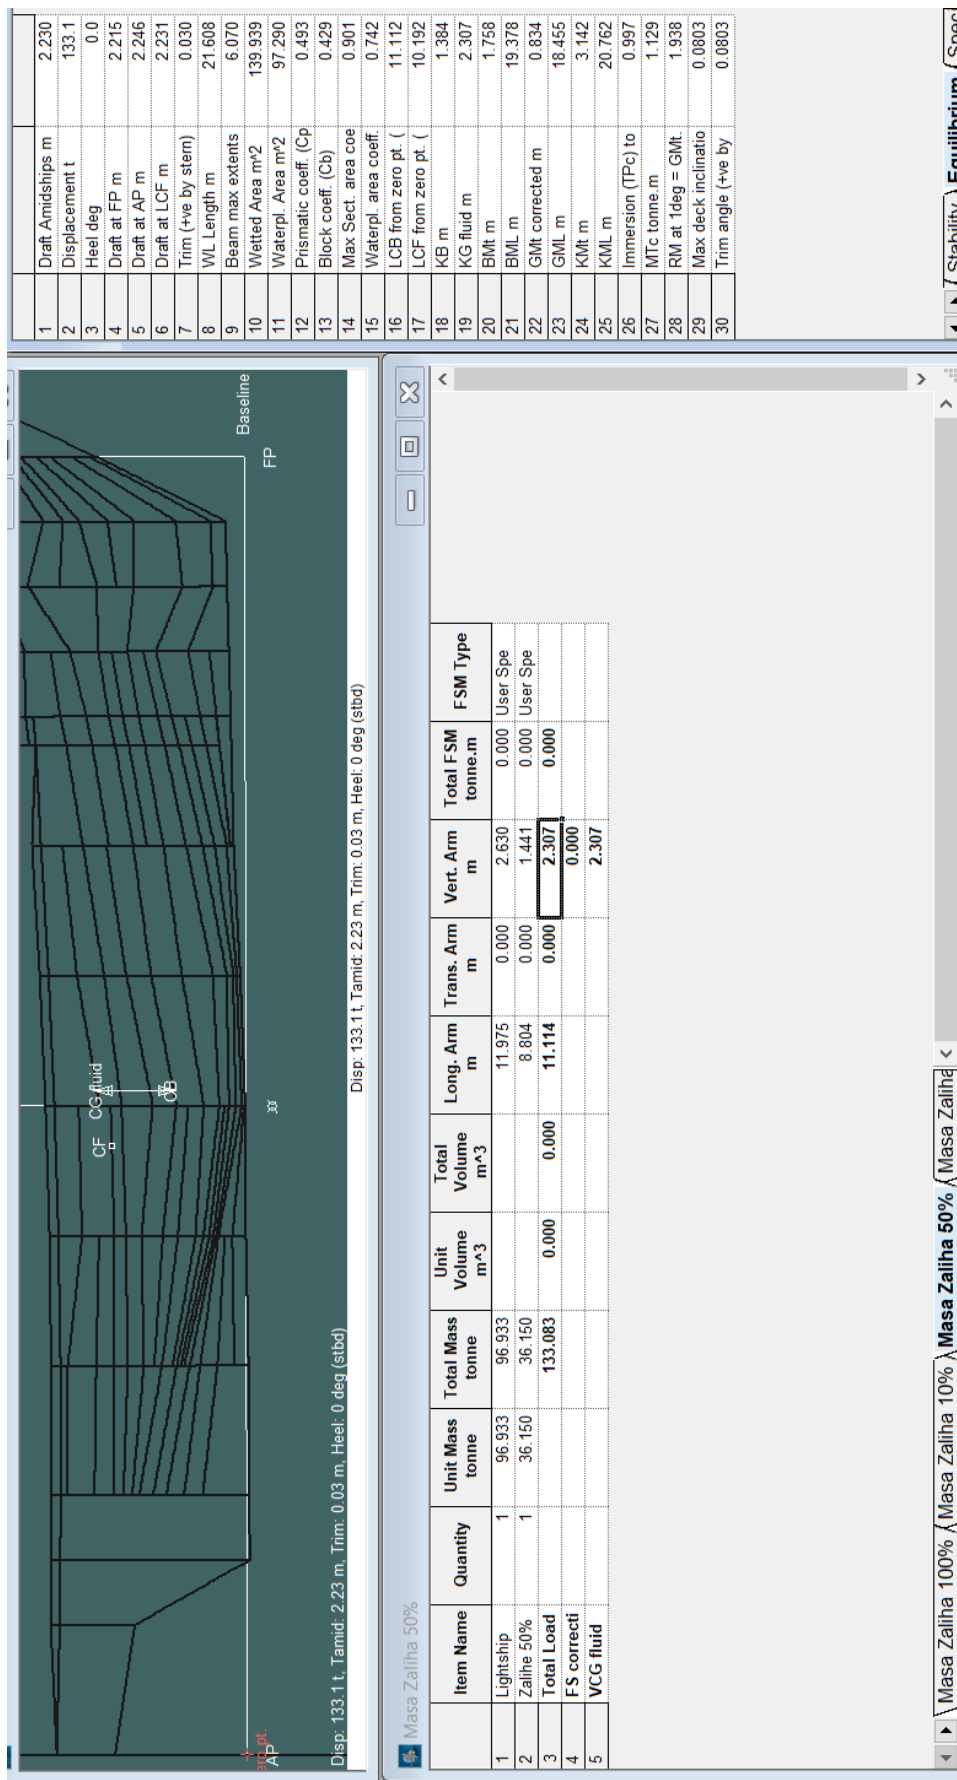 CG fluid
CF
CB
Baseline
FP
zero pt.
AP
Disp: 133.1 t, Tamid: 2.23 m, Trim: 0.03 m, Heel: 0 deg (stbd)
Disp: 133.1 t, Tamid: 2.23 m, Trim: 0.03 m, Heel: 0 deg (stbd)
1 Draft Amidships m 2.230
2 Displacement t 133.1
3 Heel deg 0.0
4 Draft at FP m 2.215
5 Draft at AP m 2.246
6 Draft at LCF m 2.231
7 Trim (+ve by stern) 0.030
8 WL Length m 21.608
9 Beam max extents 6.070
10 Wetted Area m^2 139.939
11 Waterpl. Area m^2 97.290
12 Prismatic coeff. (Cp 0.493
13 Block coeff. (Cb) 0.429
14 Max Sect. area coe 0.901
15 Waterpl. area coeff. 0.742
16 LCB from zero pt. ( 11.112
17 LCF from zero pt. ( 10.192
18 KB m 1.384
19 KG fluid m 2.307
20 BMt m 1.758
21 BML m 19.378
22 GMt corrected m 0.834
23 GML m 18.455
24 KMt m 3.142
25 KML m 20.762
26 Immersion (TPc) to 0.997
27 MTc tonne.m 1.129
28 RM at 1deg = GMt. 1.938
29 Max deck inclinatio 0.0803
30 Trim angle (+ve by 0.0803
Stability Equilibrium Spec
Masa Zaliha 50%
Item Name Quantity Unit Mass tonne Total Mass tonne Unit Volume m^3 Total Volume m^3 Long. Arm m Trans. Arm m Vert. Arm m Total FSM tonne.m FSM Type
1 Lightship 1 96.933 96.933 11.975 0.000 2.630 0.000 User Spe
2 Zalihe 50% 1 36.150 36.150 8.804 0.000 1.441 0.000 User Spe
3 Total Load 133.083 0.000 0.000 11.114 0.000 2.307 0.000
4 FS correcti 0.000
5 VCG fluid 2.307
Masa Zaliha 100% Masa Zaliha 10% Masa Zaliha 50% Masa Zaliha